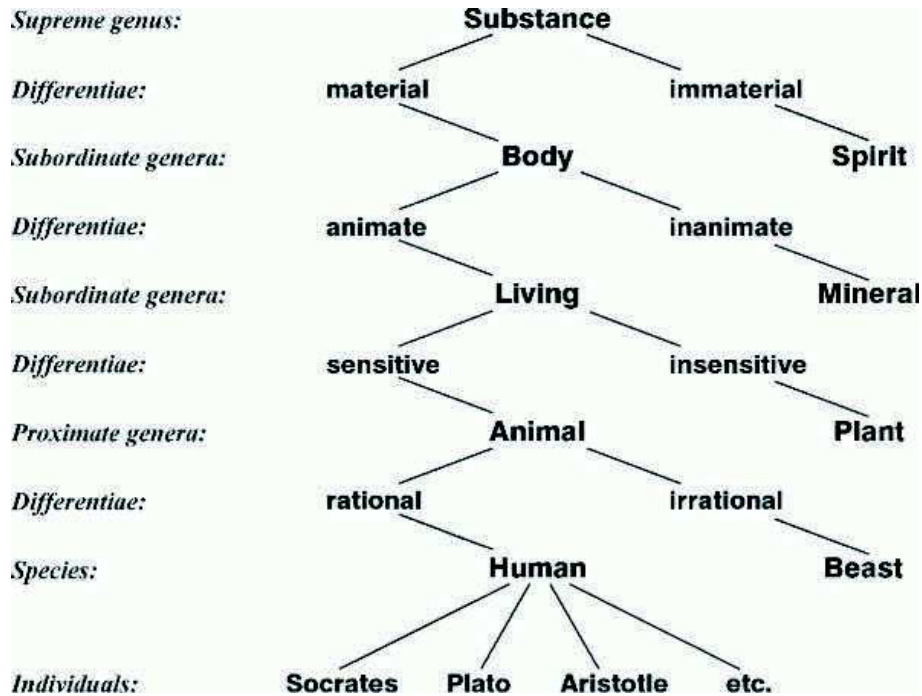 Supreme genus: Substance
Differentiae: material immaterial
Subordinate genera: Body Spirit
Differentiae: animate inanimate
Subordinate genera: Living Mineral
Differentiae: sensitive insensitive
Proximate genera: Animal Plant
Differentiae: rational irrational
Species: Human Beast
Individuals: Socrates Plato Aristotle etc.